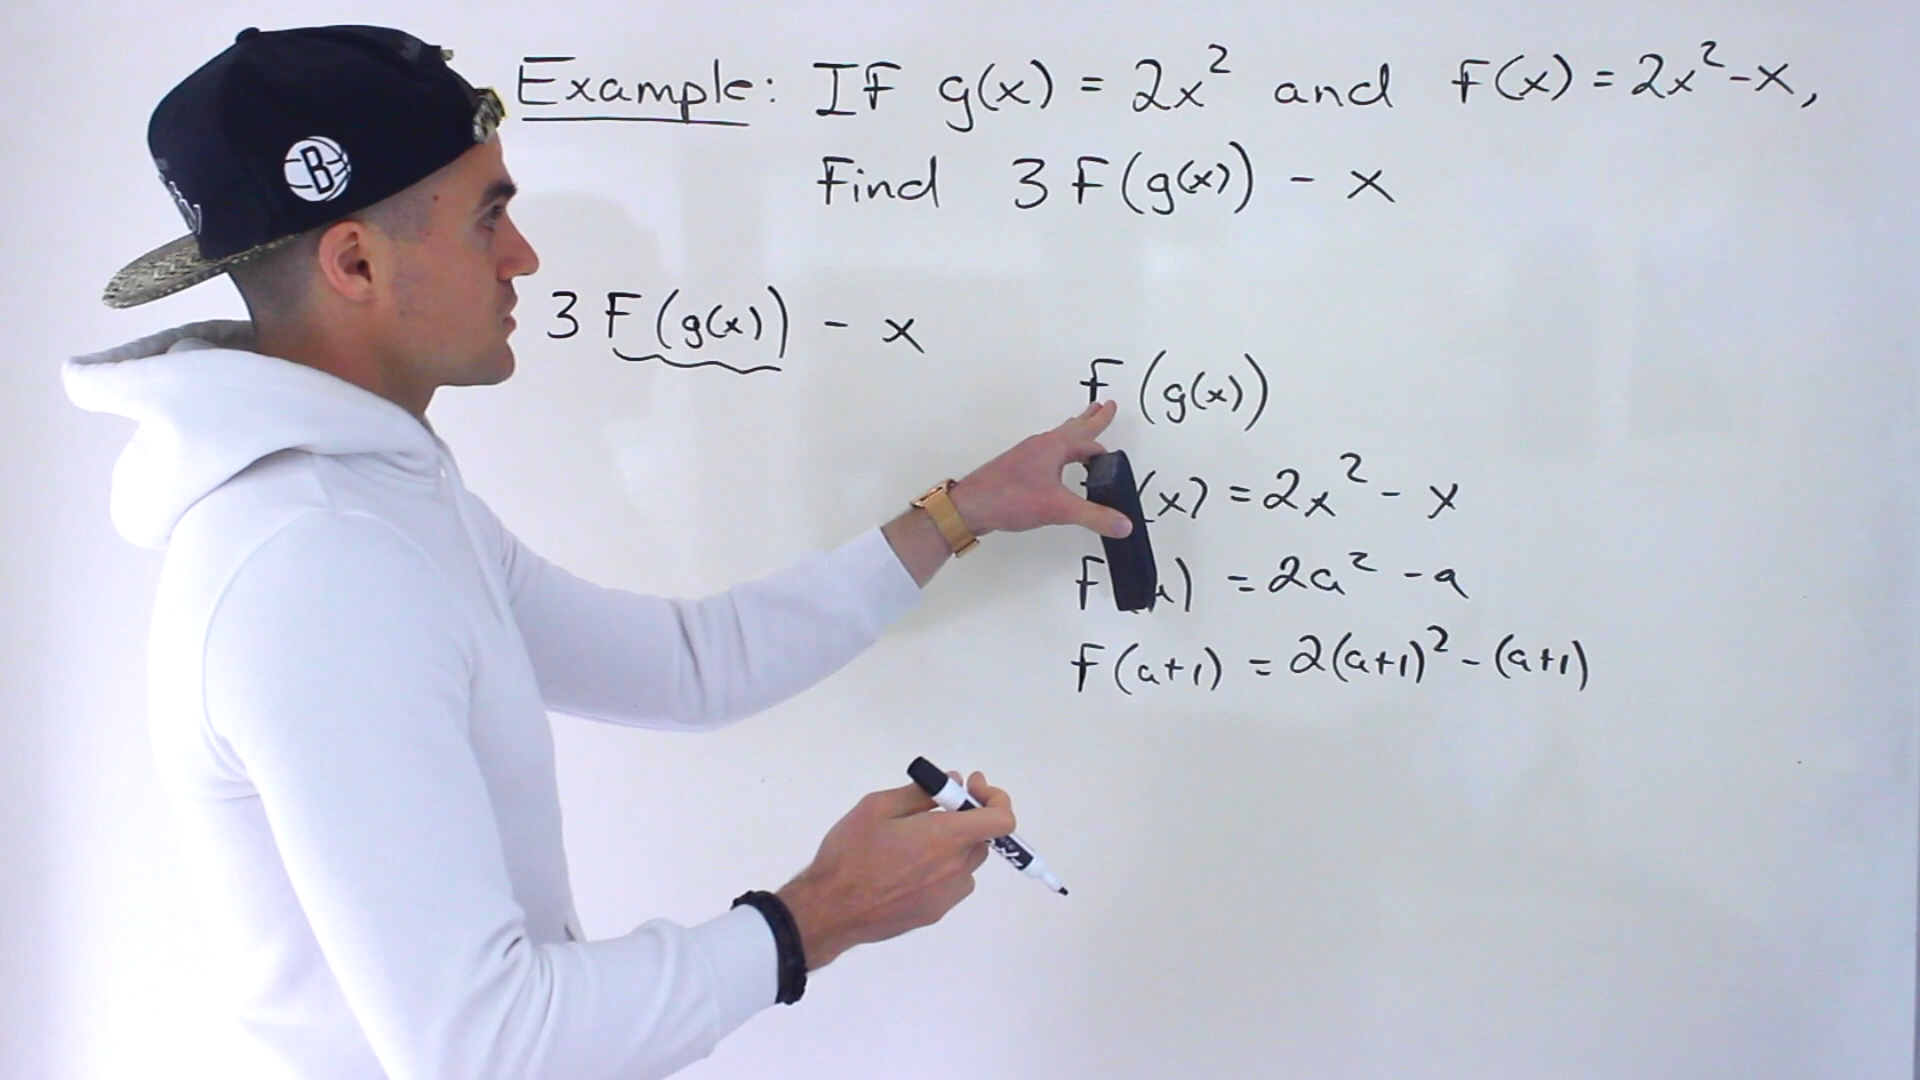 Example: If g(x) = 2x² and f(x) = 2x²-x,
Find 3 f(g(x)) - x
3 f(g(x)) - x
f(g(x))
(x) = 2x² - x
f( ) = 2a² - a
f(a+1) = 2(a+1)² - (a+1)
B